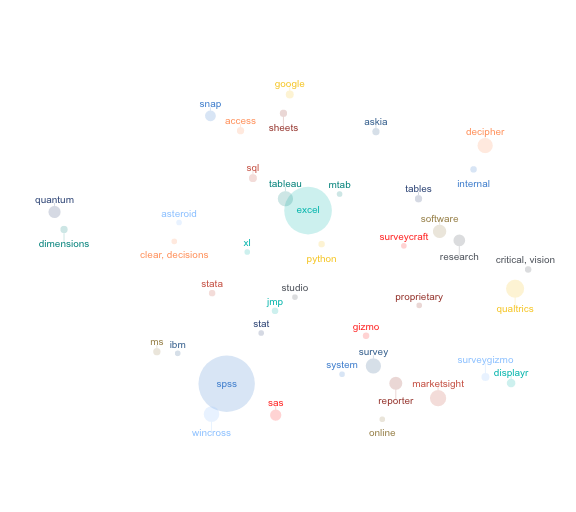 google
snap
access
sheets
askia
decipher
sql
tableau
mtab
internal
tables
quantum
asteroid
excel
software
surveycraft
dimensions
clear, decisions
xl
python
research
critical, vision
stata
studio
jmp
proprietary
qualtrics
stat
gizmo
ms
ibm
survey
surveygizmo
system
displayr
spss
marketsight
sas
reporter
wincross
online